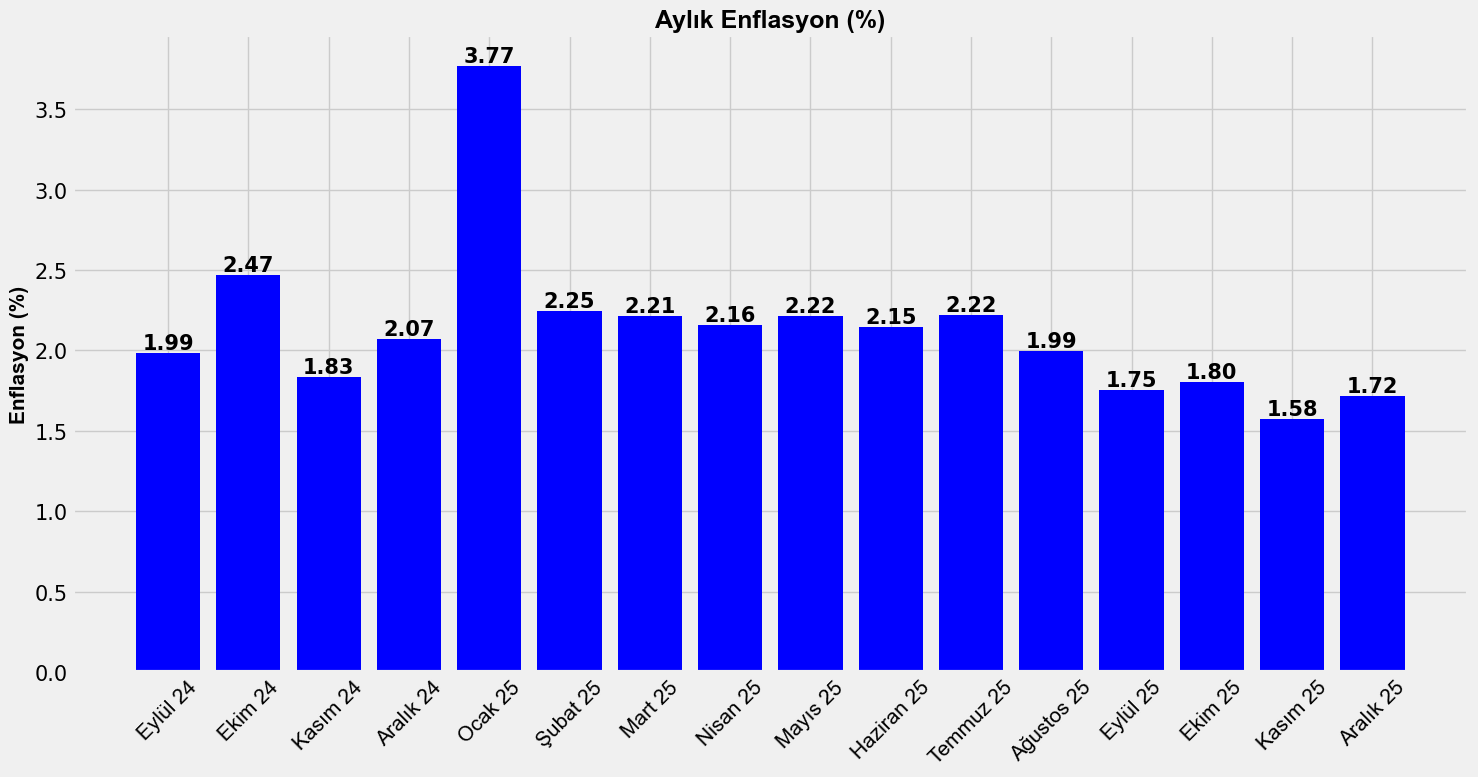 Aylık Enflasyon (%)
Enflasyon (%)
3.5
3.0
2.5
2.0
1.5
1.0
0.5
0.0
1.99
2.47
1.83
2.07
3.77
2.25
2.21
2.16
2.22
2.15
2.22
1.99
1.75
1.80
1.58
1.72
Eylül 24
Ekim 24
Kasım 24
Aralık 24
Ocak 25
Şubat 25
Mart 25
Nisan 25
Mayıs 25
Haziran 25
Temmuz 25
Ağustos 25
Eylül 25
Ekim 25
Kasım 25
Aralık 25